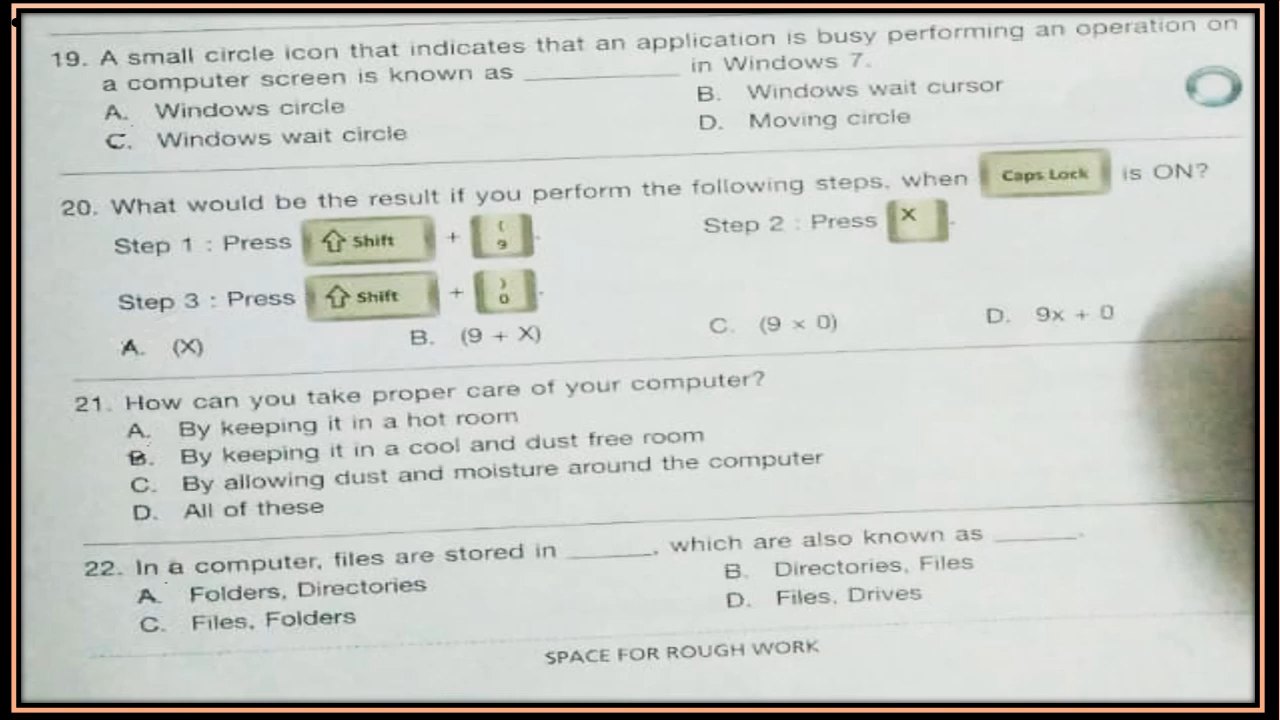 19. A small circle icon that indicates that an application is busy performing an operation on
a computer screen is known as __________ in Windows 7.
A. Windows circle
B. Windows wait cursor
C. Windows wait circle
D. Moving circle
20. What would be the result if you perform the following steps, when Caps Lock is ON?
Step 1 : Press Shift + ( 9 .
Step 2 : Press X .
Step 3 : Press Shift + ) 0 .
A. (X)
B. (9 + X)
C. (9 × 0)
D. 9x + 0
21. How can you take proper care of your computer?
A. By keeping it in a hot room
B. By keeping it in a cool and dust free room
C. By allowing dust and moisture around the computer
D. All of these
22. In a computer, files are stored in ______, which are also known as ______.
A. Folders, Directories
B. Directories, Files
C. Files, Folders
D. Files, Drives
SPACE FOR ROUGH WORK